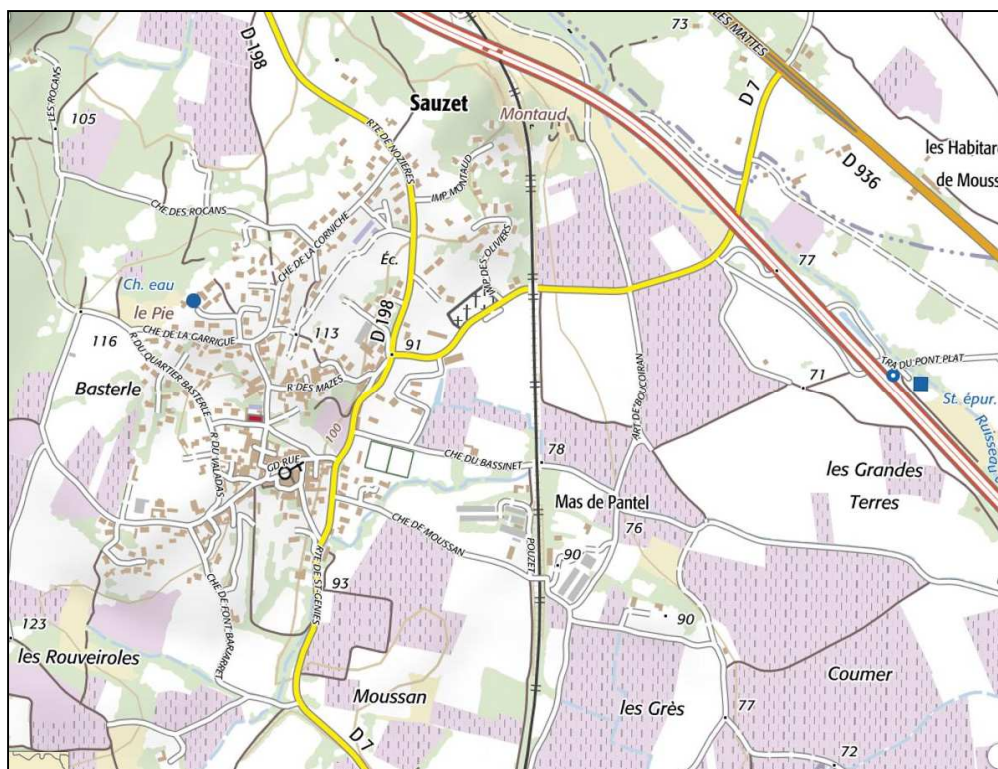 73
LES MATTES
D 198
Sauzet
Montaud
D 7
LES ROCANS
105
RTE DE NOZIÈRES
D 936
les Habitar
de Mouss
IMP MONTAUD
CHE DES ROCANS
CHE DE LA CORNICHE
IMP DES OLIVIERS
Éc.
77
Ch. eau
le Pie
D 198
113
CHE DE LA GARRIGUE
116
91
R DU QUARTIER BASTERLE
TRA DU PONT PLAT
Basterle
R DES MAZES
71
ART DE BOUCOIRAN
St. épur.
Ruisseau
100
R DU VALADAS
GD RUE
CHE DU BASSINET
78
les Grandes
Terres
Mas de Pantel
76
CHE DE MOUSSAN
POUZET
90
RTE DE ST-GENIES
93
CHE DE FONT BARJARRET
123
90
les Rouveiroles
Coumer
Moussan
les Grès
77
D 7
72